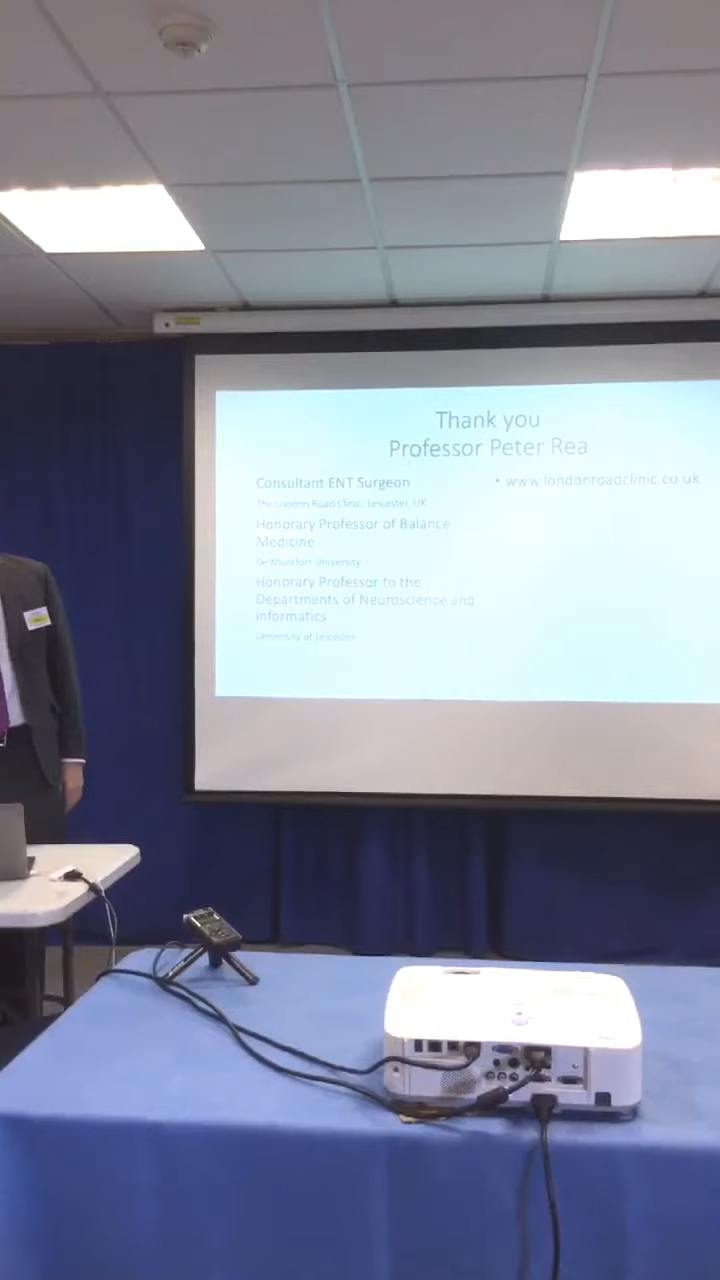 Thank you
Professor Peter Rea
Consultant ENT Surgeon
The London Road Clinic, Leicester, UK
Honorary Professor of Balance
Medicine
De Montfort University
Honorary Professor to the
Departments of Neuroscience and
Informatics
University of Leicester
• www.londonroadclinic.co.uk